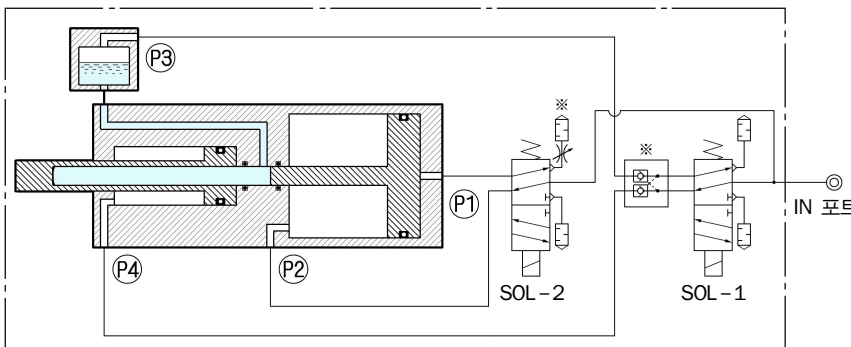 P3
※
※
P1
IN 포트
P4
P2
SOL-2
SOL-1